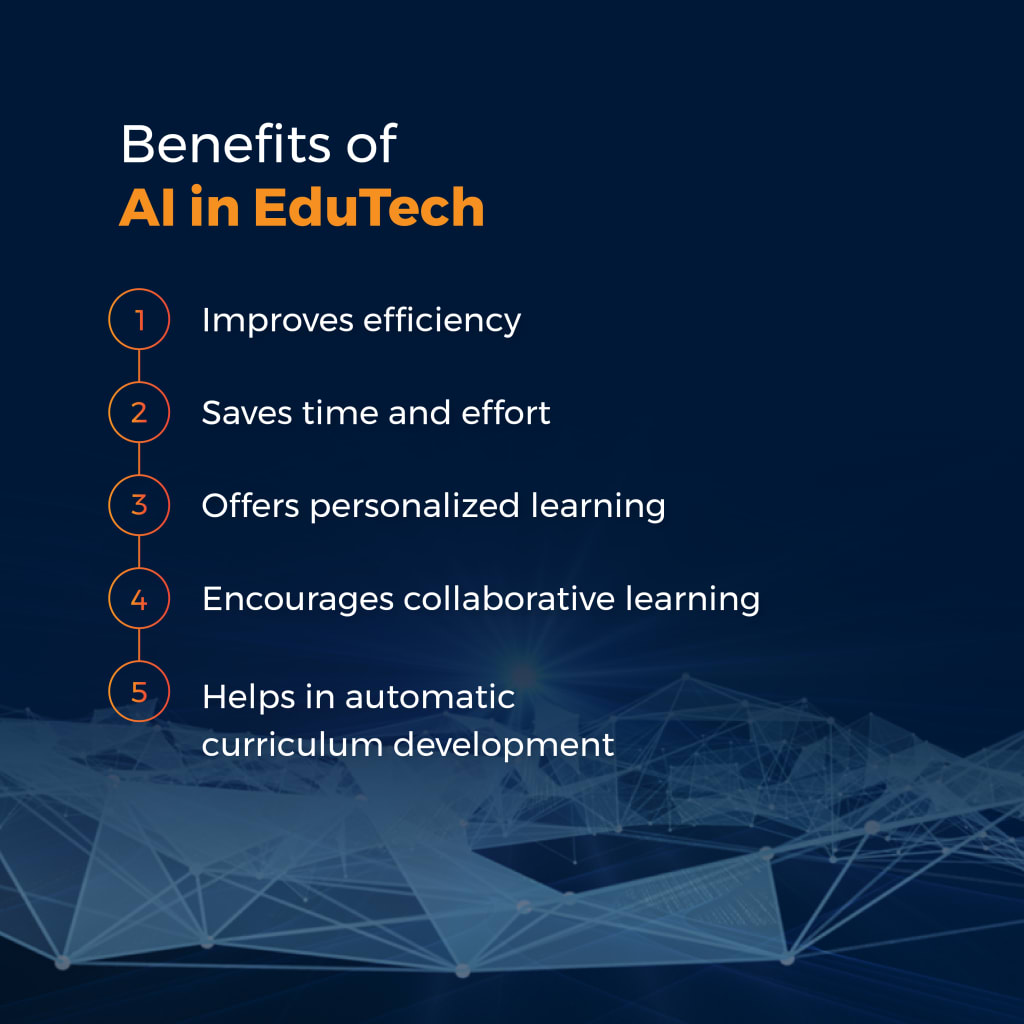 Benefits of
AI in EduTech
1 Improves efficiency
2 Saves time and effort
3 Offers personalized learning
4 Encourages collaborative learning
5 Helps in automatic
curriculum development